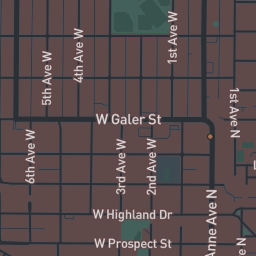 1st Ave W
4th Ave W
5th Ave W
1st Ave N
W Galer St
6th Ave W
3rd Ave W
2nd Ave W
Anne Ave N
W Highland Dr
W Prospect St